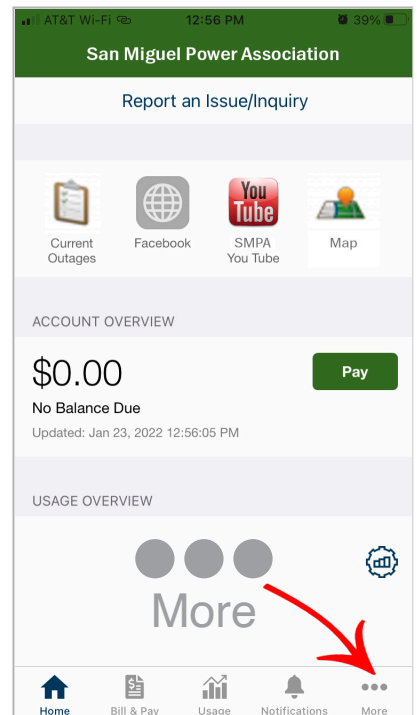 AT&T Wi-Fi 12:56 PM 39%
San Miguel Power Association
Report an Issue/Inquiry
You
Tube
Current
Outages
Facebook
SMPA
You Tube
Map
ACCOUNT OVERVIEW
$0.00
Pay
No Balance Due
Updated: Jan 23, 2022 12:56:05 PM
USAGE OVERVIEW
More
Home Bill & Pay Usage Notifications More